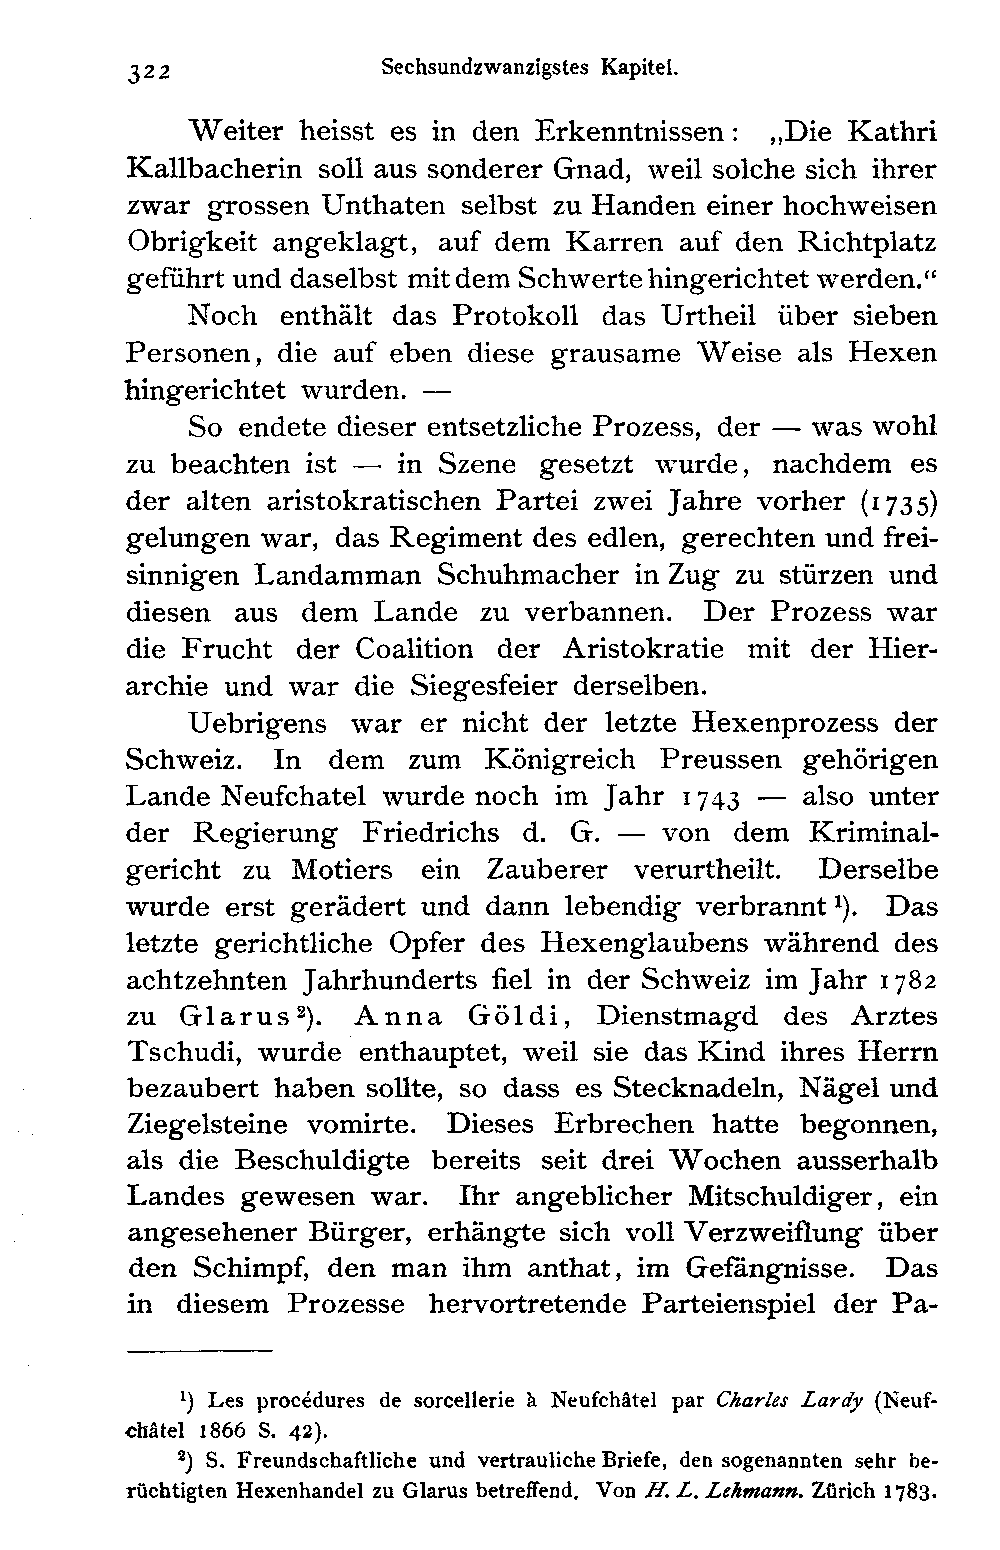 322 Sechsundzwanzigstes Kapitel.
Weiter heisst es in den Erkenntnissen: „Die Kathri
Kallbacherin soll aus sonderer Gnad, weil solche sich ihrer
zwar grossen Unthaten selbst zu Handen einer hochweisen
Obrigkeit angeklagt, auf dem Karren auf den Richtplatz
geführt und daselbst mit dem Schwerte hingerichtet werden.“
Noch enthält das Protokoll das Urtheil über sieben
Personen, die auf eben diese grausame Weise als Hexen
hingerichtet wurden. —
So endete dieser entsetzliche Prozess, der — was wohl
zu beachten ist — in Szene gesetzt wurde, nachdem es
der alten aristokratischen Partei zwei Jahre vorher (1735)
gelungen war, das Regiment des edlen, gerechten und frei-
sinnigen Landamman Schuhmacher in Zug zu stürzen und
diesen aus dem Lande zu verbannen. Der Prozess war
die Frucht der Coalition der Aristokratie mit der Hier-
archie und war die Siegesfeier derselben.
Uebrigens war er nicht der letzte Hexenprozess der
Schweiz. In dem zum Königreich Preussen gehörigen
Lande Neufchatel wurde noch im Jahr 1743 — also unter
der Regierung Friedrichs d. G. — von dem Kriminal-
gericht zu Motiers ein Zauberer verurtheilt. Derselbe
wurde erst gerädert und dann lebendig verbrannt ¹). Das
letzte gerichtliche Opfer des Hexenglaubens während des
achtzehnten Jahrhunderts fiel in der Schweiz im Jahr 1782
zu Glarus ²). Anna Göldi, Dienstmagd des Arztes
Tschudi, wurde enthauptet, weil sie das Kind ihres Herrn
bezaubert haben sollte, so dass es Stecknadeln, Nägel und
Ziegelsteine vomirte. Dieses Erbrechen hatte begonnen,
als die Beschuldigte bereits seit drei Wochen ausserhalb
Landes gewesen war. Ihr angeblicher Mitschuldiger, ein
angesehener Bürger, erhängte sich voll Verzweiflung über
den Schimpf, den man ihm anthat, im Gefängnisse. Das
in diesem Prozesse hervortretende Parteienspiel der Pa-
¹) Les procédures de sorcellerie à Neufchâtel par Charles Lardy (Neuf-
châtel 1866 S. 42).
²) S. Freundschaftliche und vertrauliche Briefe, den sogenannten sehr be-
rüchtigten Hexenhandel zu Glarus betreffend. Von H. L. Lehmann. Zürich 1783.